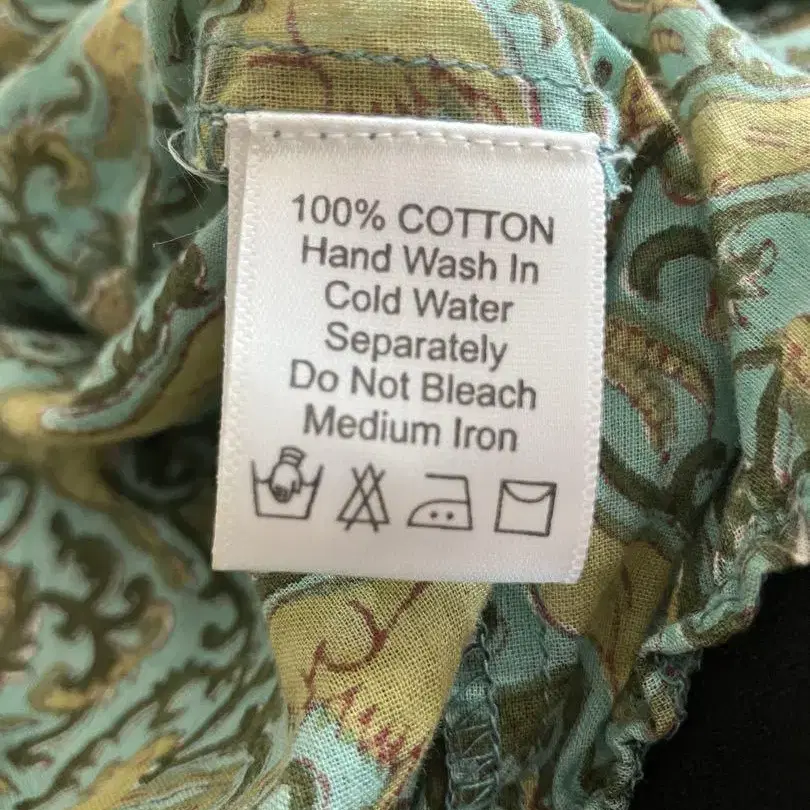 100% COTTON
Hand Wash In
Cold Water
Separately
Do Not Bleach
Medium Iron